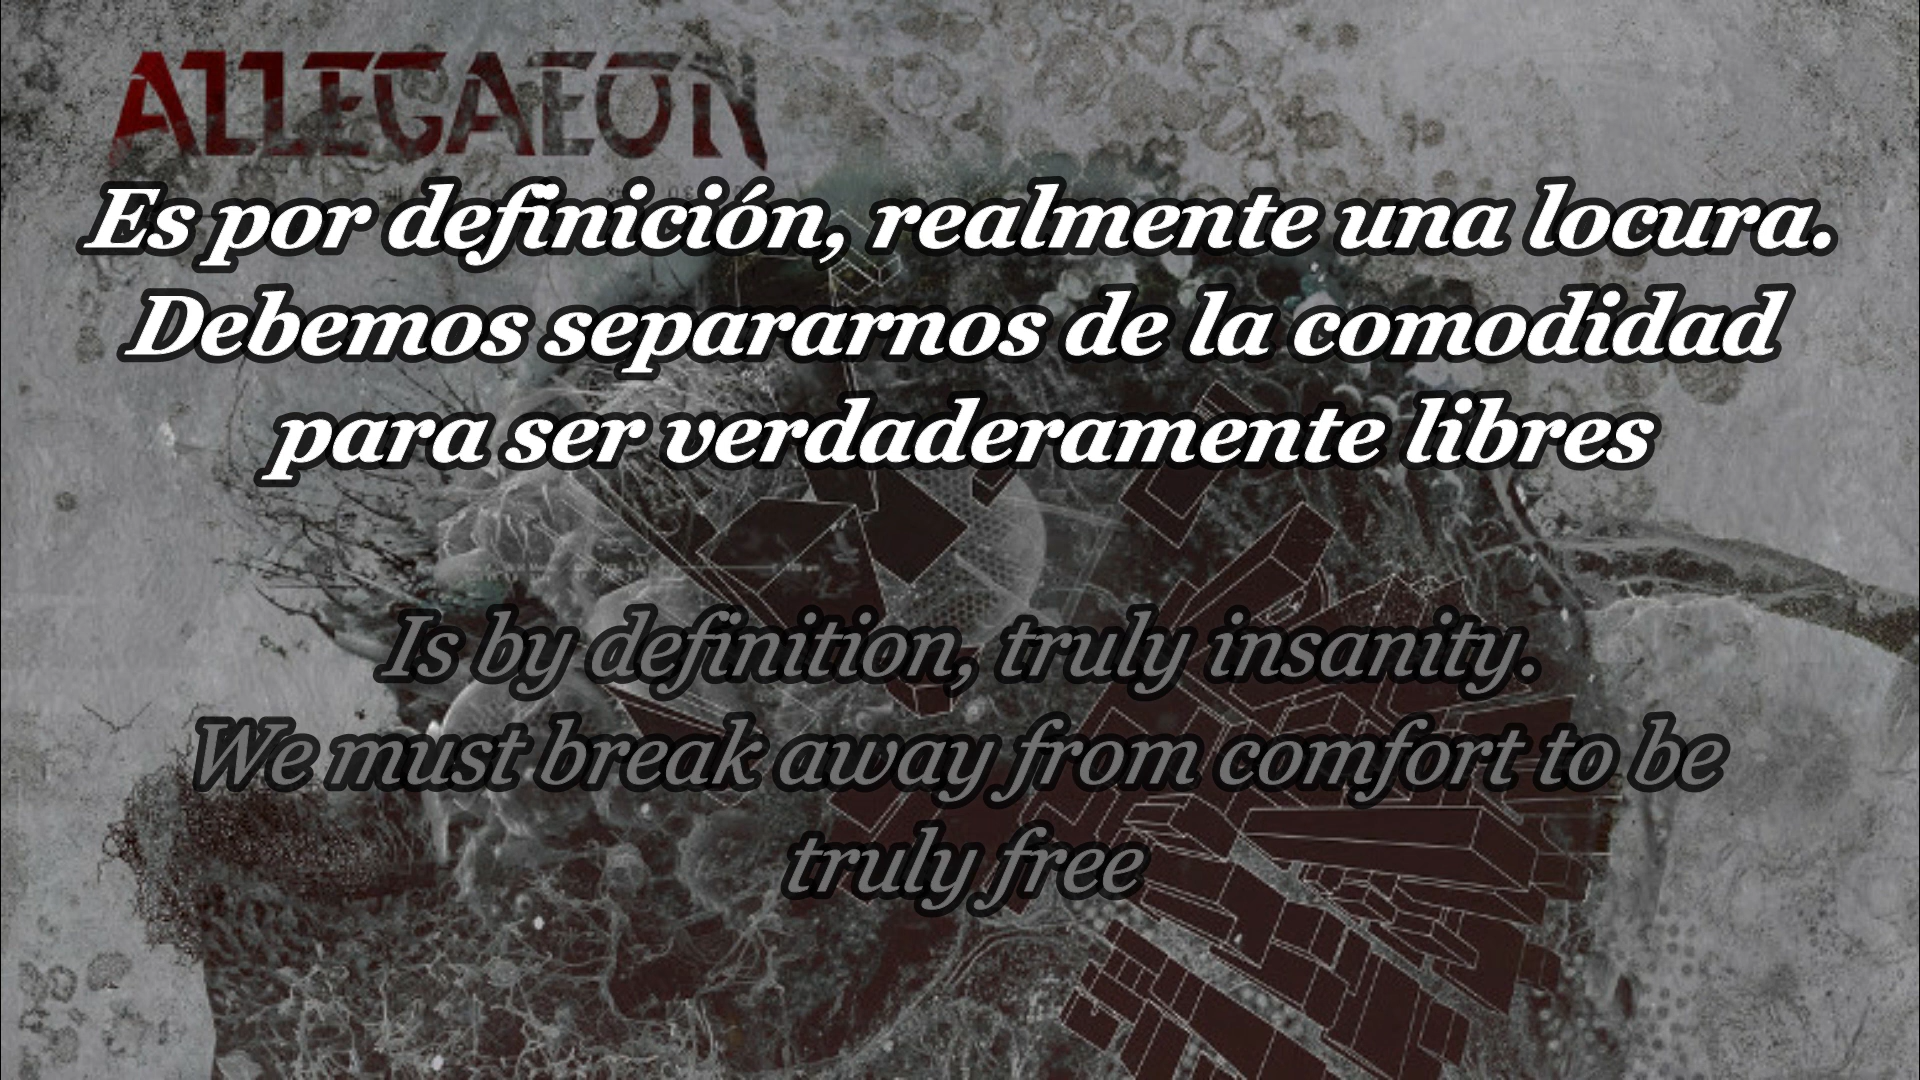 ALLEGAEON
Es por definición, realmente una locura.
Debemos separarnos de la comodidad
para ser verdaderamente libres
Is by definition, truly insanity.
We must break away from comfort to be
truly free